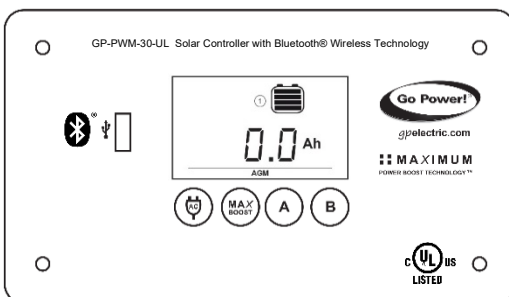 GP-PWM-30-UL Solar Controller with Bluetooth® Wireless Technology
①
0.0 Ah
AGM
®
Go Power!®
gpelectric.com
MAXIMUM
POWER BOOST TECHNOLOGY™
AC
MAX
BOOST
A
B
C UL US
LISTED